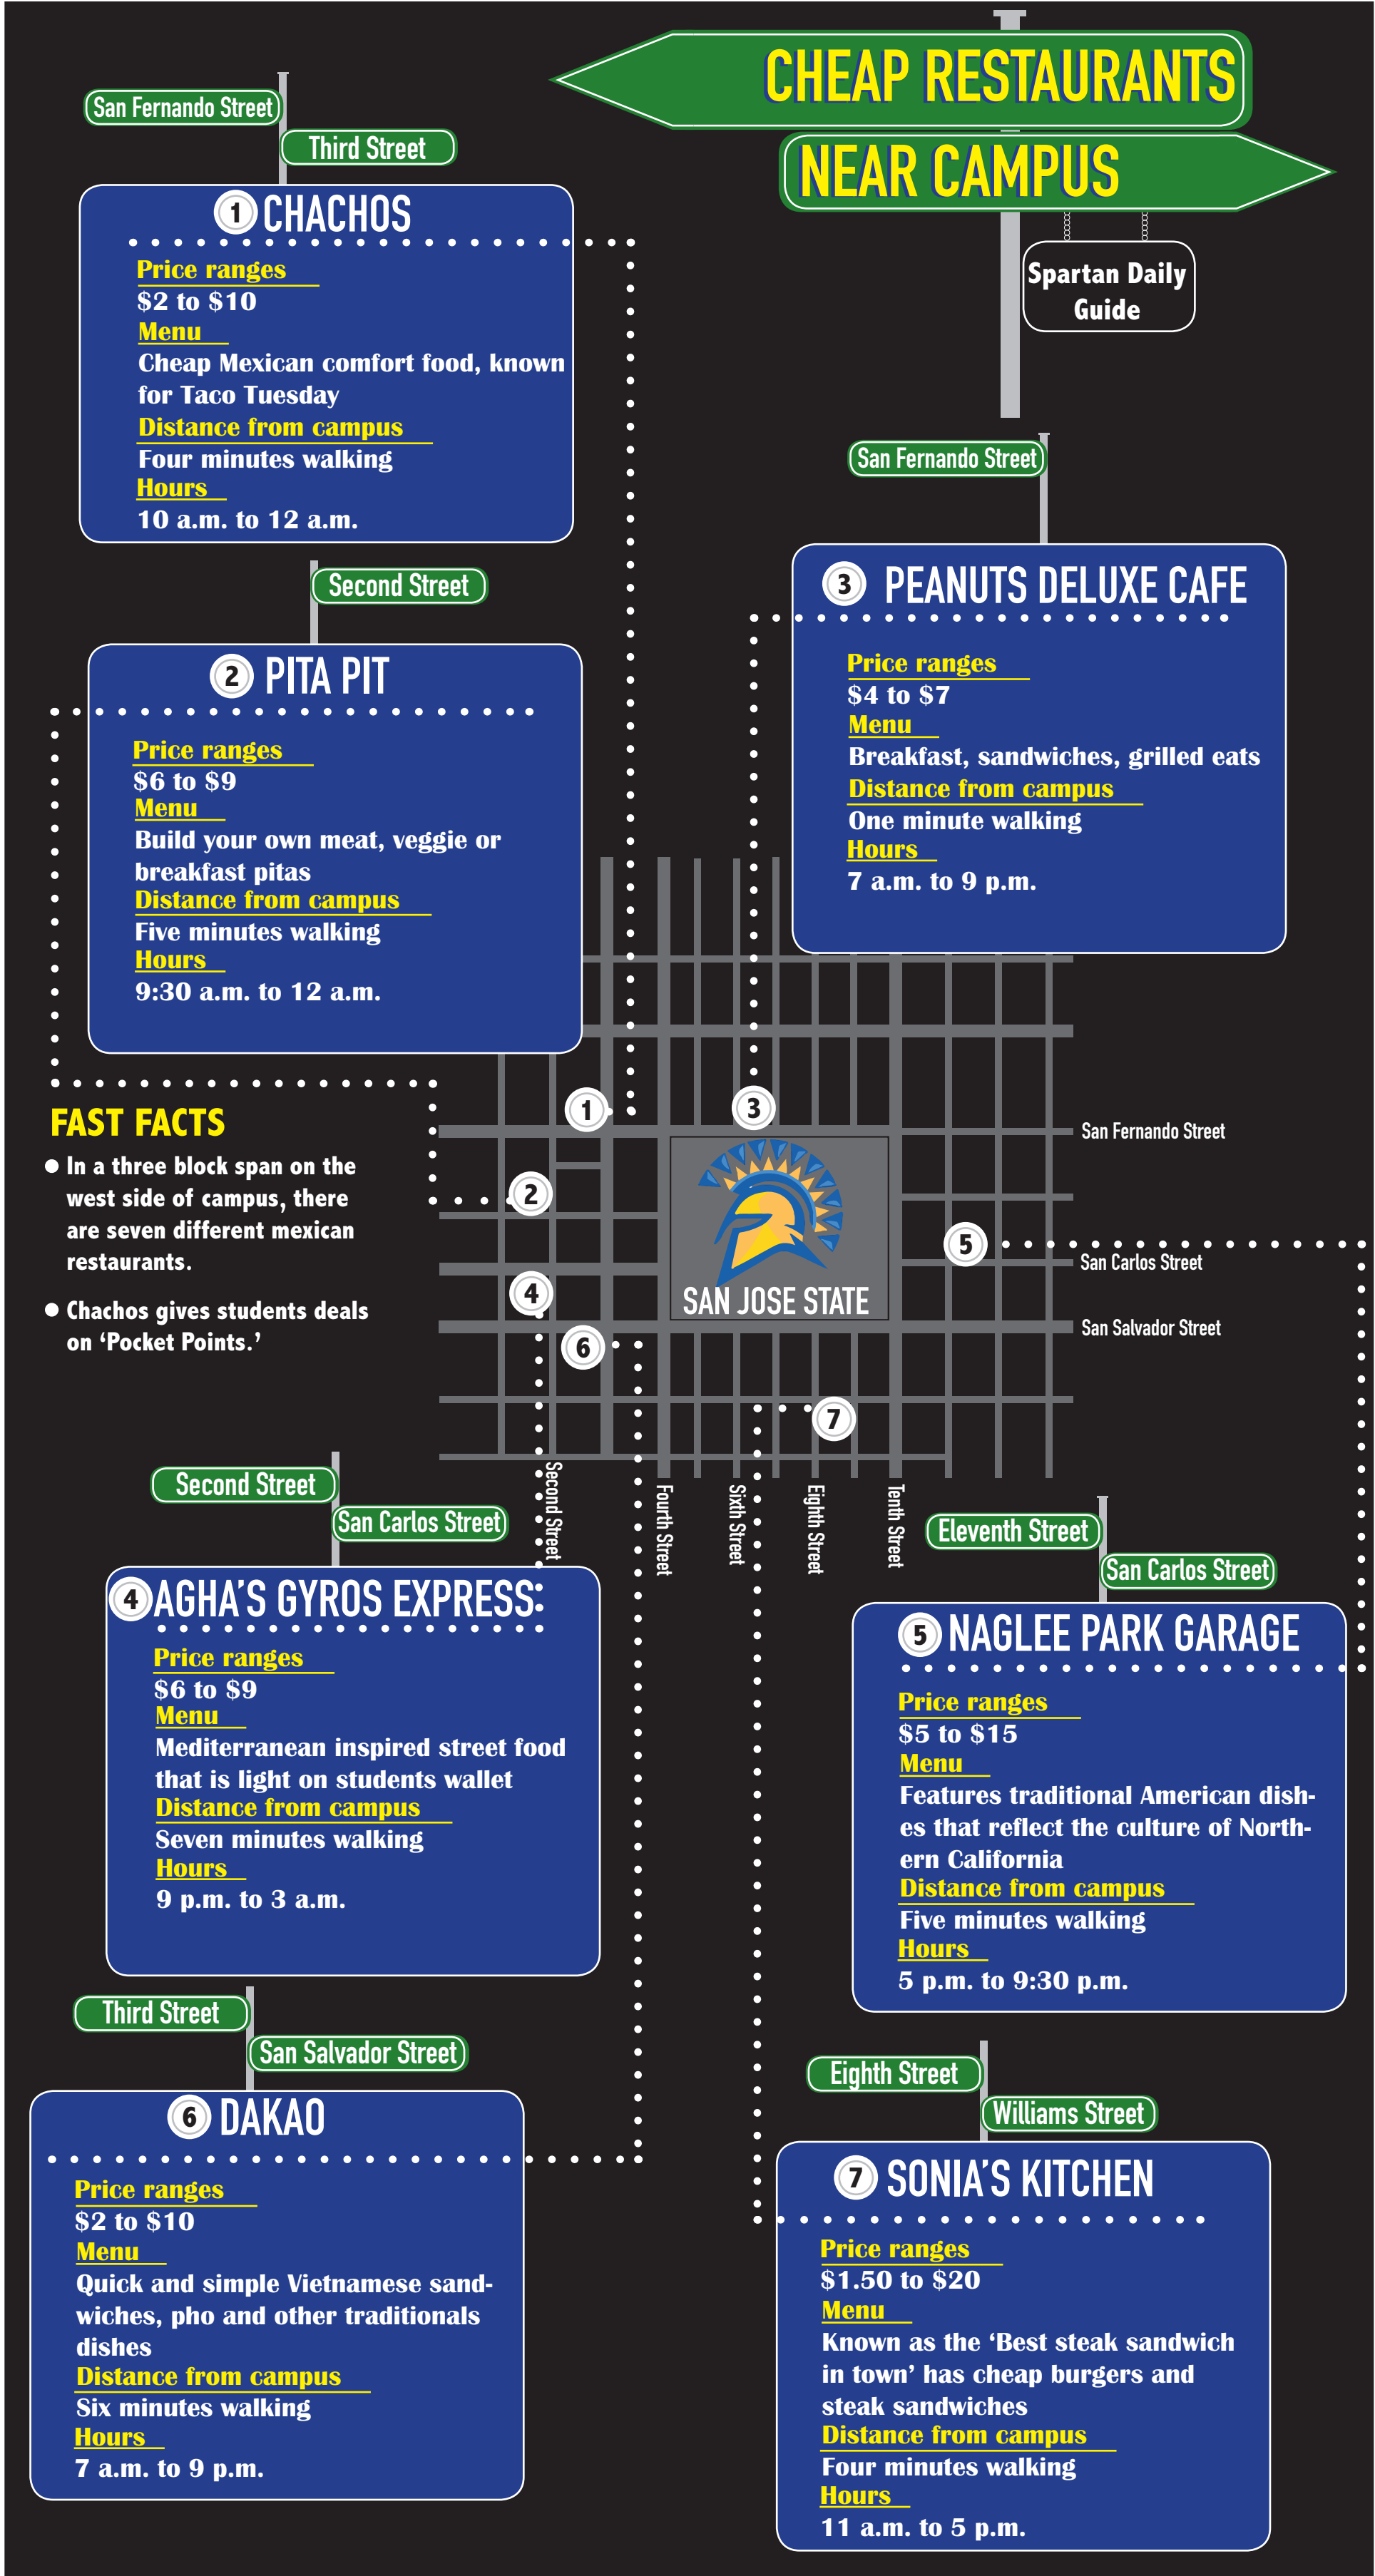 CHEAP RESTAURANTS
NEAR CAMPUS
Spartan Daily
Guide
San Fernando Street
Third Street
1 CHACHOS
Price ranges
$2 to $10
Menu
Cheap Mexican comfort food, known
for Taco Tuesday
Distance from campus
Four minutes walking
Hours
10 a.m. to 12 a.m.
Second Street
2 PITA PIT
Price ranges
$6 to $9
Menu
Build your own meat, veggie or
breakfast pitas
Distance from campus
Five minutes walking
Hours
9:30 a.m. to 12 a.m.
San Fernando Street
3 PEANUTS DELUXE CAFE
Price ranges
$4 to $7
Menu
Breakfast, sandwiches, grilled eats
Distance from campus
One minute walking
Hours
7 a.m. to 9 p.m.
FAST FACTS
In a three block span on the
west side of campus, there
are seven different mexican
restaurants.
Chachos gives students deals
on ‘Pocket Points.’
1
3
2
5
4
6
7
SAN JOSE STATE
San Fernando Street
San Carlos Street
San Salvador Street
Second Street
Fourth Street
Sixth Street
Eighth Street
Tenth Street
Second Street
San Carlos Street
4 AGHA’S GYROS EXPRESS
Price ranges
$6 to $9
Menu
Mediterranean inspired street food
that is light on students wallet
Distance from campus
Seven minutes walking
Hours
9 p.m. to 3 a.m.
Eleventh Street
San Carlos Street
5 NAGLEE PARK GARAGE
Price ranges
$5 to $15
Menu
Features traditional American dish-
es that reflect the culture of North-
ern California
Distance from campus
Five minutes walking
Hours
5 p.m. to 9:30 p.m.
Third Street
San Salvador Street
6 DAKAO
Price ranges
$2 to $10
Menu
Quick and simple Vietnamese sand-
wiches, pho and other traditionals
dishes
Distance from campus
Six minutes walking
Hours
7 a.m. to 9 p.m.
Eighth Street
Williams Street
7 SONIA’S KITCHEN
Price ranges
$1.50 to $20
Menu
Known as the ‘Best steak sandwich
in town’ has cheap burgers and
steak sandwiches
Distance from campus
Four minutes walking
Hours
11 a.m. to 5 p.m.